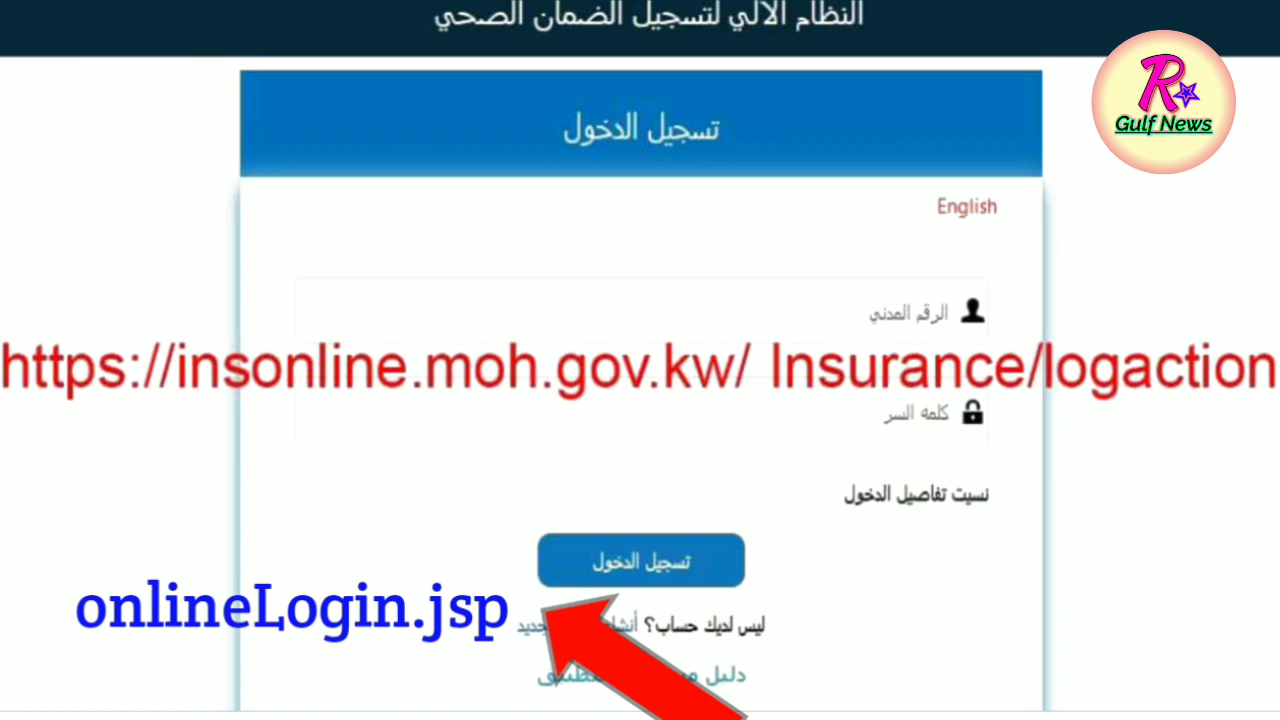 النظام الآلي لتسجيل الضمان الصحي
R
Gulf News
تسجيل الدخول
English
الرقم المدني
https://insonline.moh.gov.kw/ Insurance/logaction
كلمه السر
نسيت تفاصيل الدخول
تسجيل الدخول
onlineLogin.jsp
ليس لديك حساب؟
دليل